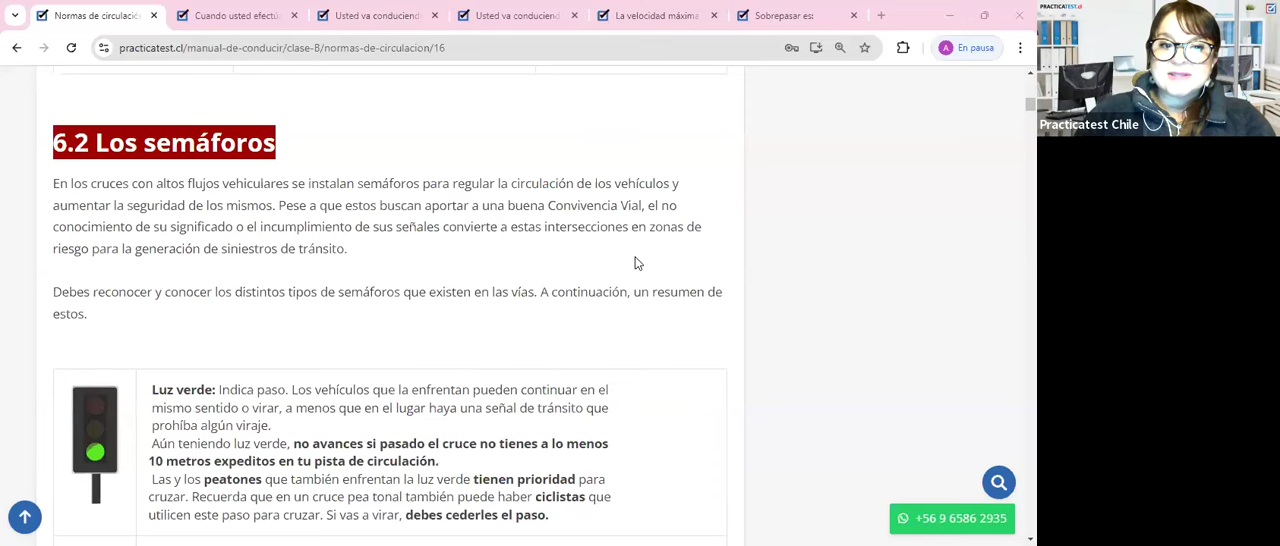 Normas de circulació
Cuando usted efectú
Usted va conduciend
Usted va conduciend
La velocidad máxima
Sobrepasar es:
practicatest.cl/manual-de-conducir/clase-B/normas-de-circulacion/16
A En pausa
PRACTICATEST.cl
Practicatest Chile
6.2 Los semáforos
En los cruces con altos flujos vehiculares se instalan semáforos para regular la circulación de los vehículos y
aumentar la seguridad de los mismos. Pese a que estos buscan aportar a una buena Convivencia Vial, el no
conocimiento de su significado o el incumplimiento de sus señales convierte a estas intersecciones en zonas de
riesgo para la generación de siniestros de tránsito.
Debes reconocer y conocer los distintos tipos de semáforos que existen en las vías. A continuación, un resumen de
estos.
Luz verde: Indica paso. Los vehículos que la enfrentan pueden continuar en el
mismo sentido o virar, a menos que en el lugar haya una señal de tránsito que
prohíba algún viraje.
Aún teniendo luz verde, no avances si pasado el cruce no tienes a lo menos
10 metros expeditos en tu pista de circulación.
Las y los peatones que también enfrentan la luz verde tienen prioridad para
cruzar. Recuerda que en un cruce pea tonal también puede haber ciclistas que
utilicen este paso para cruzar. Si vas a virar, debes cederles el paso.
+56 9 6586 2935